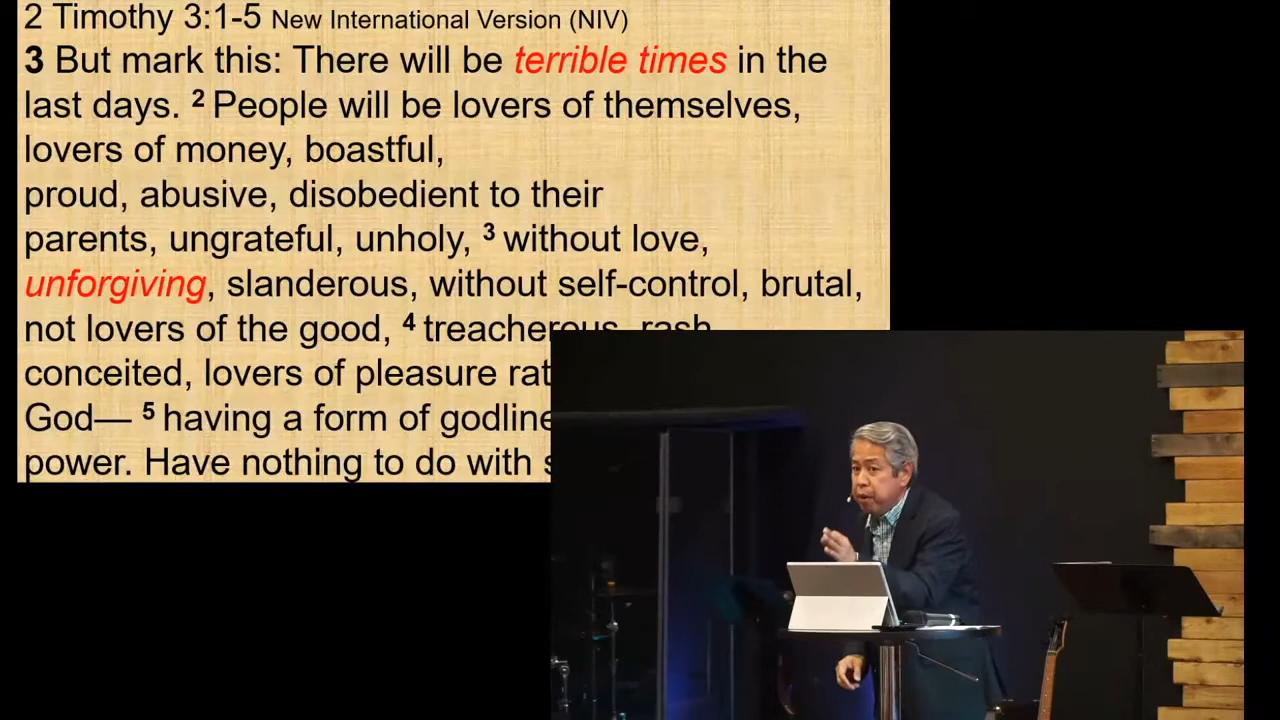 2 Timothy 3:1-5 New International Version (NIV)
3 But mark this: There will be terrible times in the
last days. 2 People will be lovers of themselves,
lovers of money, boastful,
proud, abusive, disobedient to their
parents, ungrateful, unholy, 3 without love,
unforgiving, slanderous, without self-control, brutal,
not lovers of the good, 4 treacherous, rash,
conceited, lovers of pleasure
God— 5 having a form of
power. Have nothing to do with